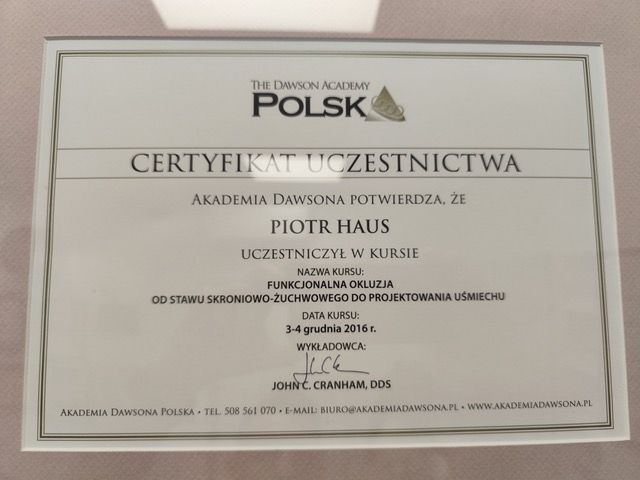 THE DAWSON ACADEMY
POLSK
CERTYFIKAT UCZESTNICTWA
AKADEMIA DAWSONA POTWIERDZA, ŻE
PIOTR HAUS
UCZESTNICZYŁ W KURSIE
NAZWA KURSU:
FUNKCJONALNA OKLUZJA
OD STAWU SKRONIOWO-ŻUCHWOWEGO DO PROJEKTOWANIA UŚMIECHU
DATA KURSU:
3-4 grudnia 2016 r.
WYKŁADOWCA:
JOHN C. CRANHAM, DDS
AKADEMIA DAWSONA POLSKA • TEL. 508 561 070 • E-MAIL: BIURO@AKADEMIADAWSONA.PL • WWW.AKADEMIADAWSONA.PL